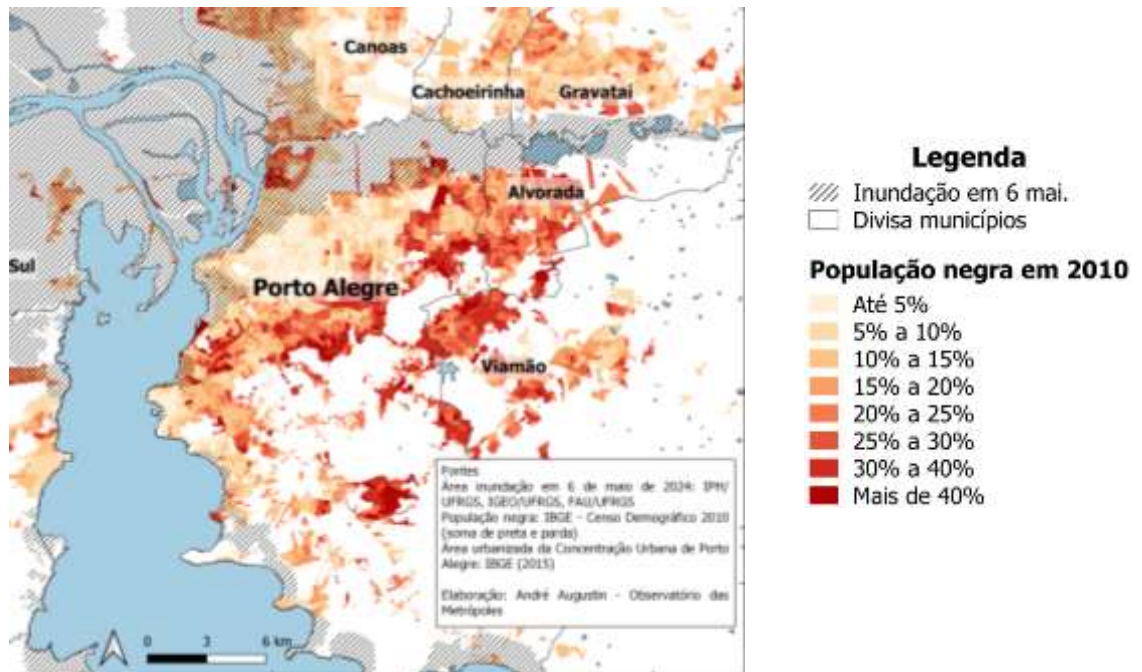 Canoas
Cachoeirinha
Gravatai
Alvorada
Sul
Porto Alegre
Viamão
Fontes
Área inundação em 6 de maio de 2024: IPH/
UFRGS, IGEO/UFRGS, FAU/UFRGS
População negra: IBGE - Censo Demográfico 2010
(soma de preta e parda)
Área urbanizada da Concentração Urbana de Porto
Alegre: IBGE (2015)
Elaboração: André Augustin - Observatório das
Metrópoles
0 3 6 km
Legenda
Inundação em 6 mai.
Divisa municípios
População negra em 2010
Até 5%
5% a 10%
10% a 15%
15% a 20%
20% a 25%
25% a 30%
30% a 40%
Mais de 40%